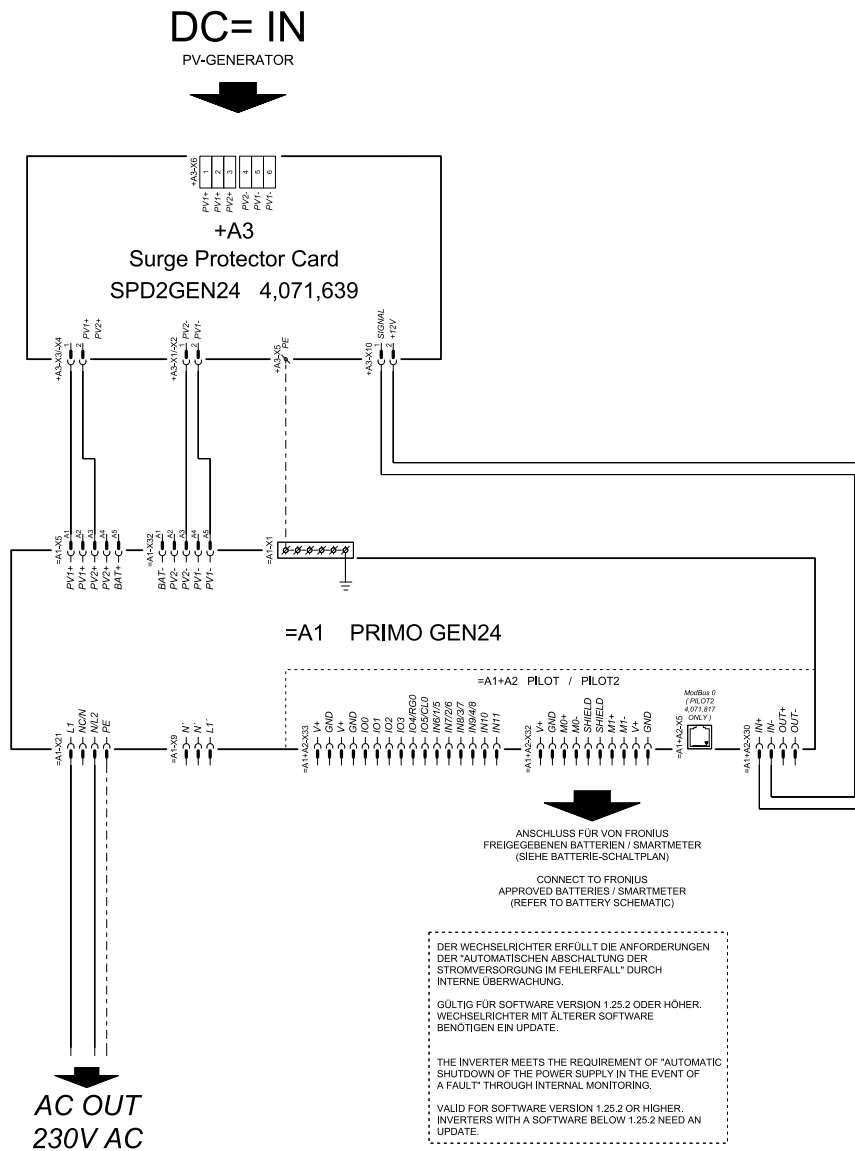 DC= IN
PV-GENERATOR
+A3-X6
1 2 3 4 5 6
PV1+ PV1+ PV2+ PV2- PV1- PV1-
+A3
Surge Protector Card
SPD2GEN24 4,071,639
+A3-X3/-X4
1 2
PV1+
PV2+
+A3-X1/-X2
1 2
PV2-
PV1-
+A3-X5
PE
+A3-X10
1 2
SIGNAL
+12V
=A1-X5
A1 A2 A3 A4 A5
PV1+ PV1+ PV2+ PV2+ BAT+
=A1-X32
A1 A2 A3 A4 A5
BAT- PV2- PV2- PV1- PV1-
=A1-X1
=A1 PRIMO GEN24
=A1+A2 PILOT / PILOT2
=A1-X21
L1 NC/N N/L2 PE
=A1-X9
N´ N´ L1´
=A1+A2-X33
V+ GND V+ GND IO0 IO1 IO2 IO3 IO4/RG0 IO5/CL0 IN6/1/5 IN7/2/6 IN8/3/7 IN9/4/8 IN10 IN11
=A1+A2-X32
V+ GND M0+ M0- SHIELD SHIELD M1+ M1- V+ GND
=A1+A2-X5
ModBus 0
( PILOT2
4,071,817
ONLY )
=A1+A2-X30
IN+ IN- OUT+ OUT-
ANSCHLUSS FÜR VON FRONIUS
FREIGEGEBENEN BATTERIEN / SMARTMETER
(SIEHE BATTERIE-SCHALTPLAN)
CONNECT TO FRONIUS
APPROVED BATTERIES / SMARTMETER
(REFER TO BATTERY SCHEMATIC)
DER WECHSELRICHTER ERFÜLLT DIE ANFORDERUNGEN
DER "AUTOMATISCHEN ABSCHALTUNG DER
STROMVERSORGUNG IM FEHLERFALL" DURCH
INTERNE ÜBERWACHUNG.
GÜLTIG FÜR SOFTWARE VERSION 1.25.2 ODER HÖHER.
WECHSELRICHTER MIT ÄLTERER SOFTWARE
BENÖTIGEN EIN UPDATE.
THE INVERTER MEETS THE REQUIREMENT OF "AUTOMATIC
SHUTDOWN OF THE POWER SUPPLY IN THE EVENT OF
A FAULT" THROUGH INTERNAL MONITORING.
VALID FOR SOFTWARE VERSION 1.25.2 OR HIGHER.
INVERTERS WITH A SOFTWARE BELOW 1.25.2 NEED AN
UPDATE.
AC OUT
230V AC